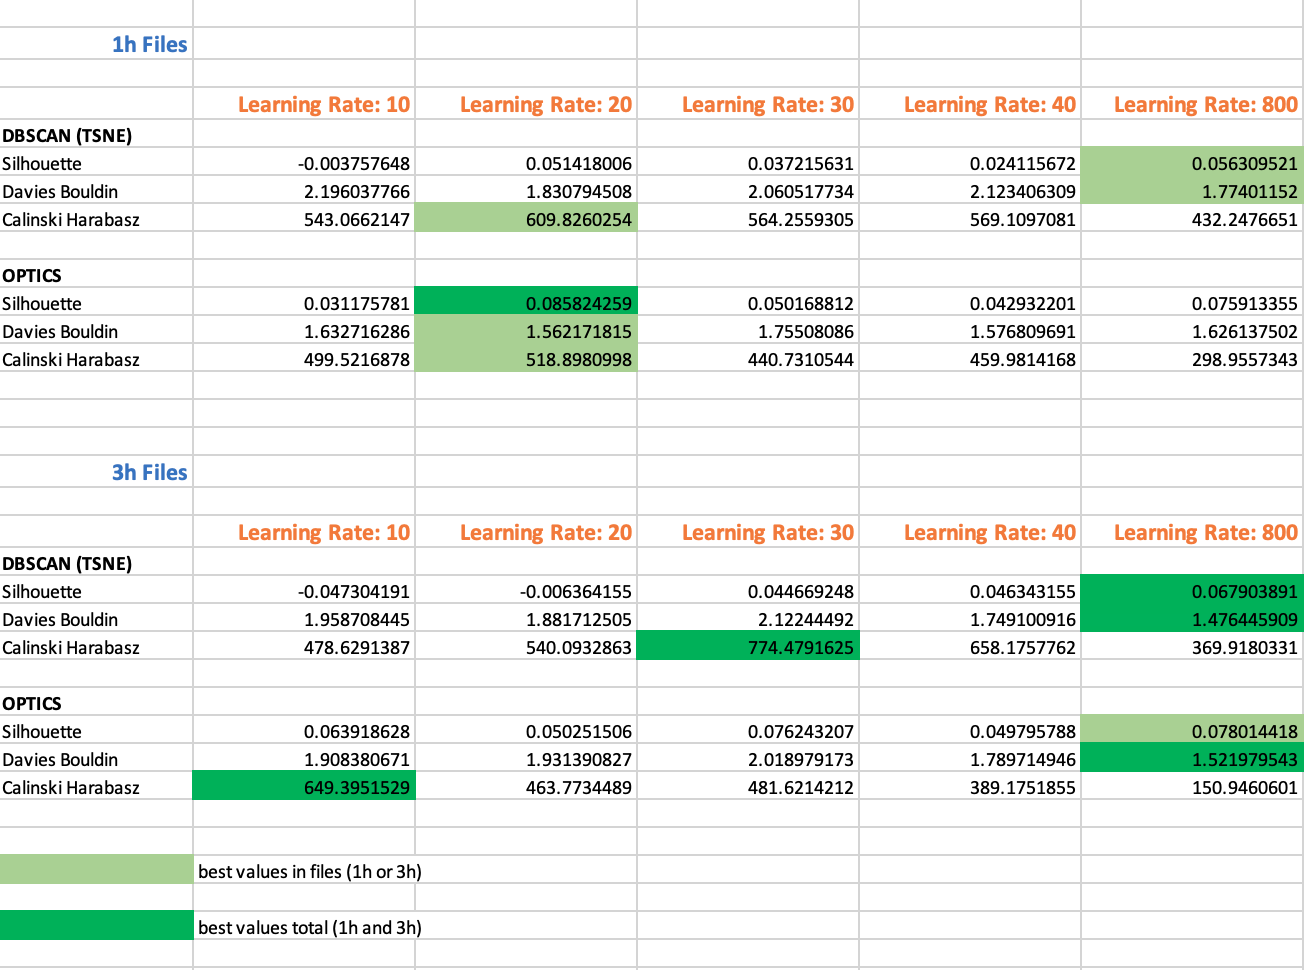 1h Files
Learning Rate: 10 Learning Rate: 20 Learning Rate: 30 Learning Rate: 40 Learning Rate: 800
DBSCAN (TSNE)
Silhouette -0.003757648 0.051418006 0.037215631 0.024115672 0.056309521
Davies Bouldin 2.196037766 1.830794508 2.060517734 2.123406309 1.77401152
Calinski Harabasz 543.0662147 609.8260254 564.2559305 569.1097081 432.2476651
OPTICS
Silhouette 0.031175781 0.085824259 0.050168812 0.042932201 0.075913355
Davies Bouldin 1.632716286 1.562171815 1.75508086 1.576809691 1.626137502
Calinski Harabasz 499.5216878 518.8980998 440.7310544 459.9814168 298.9557343
3h Files
Learning Rate: 10 Learning Rate: 20 Learning Rate: 30 Learning Rate: 40 Learning Rate: 800
DBSCAN (TSNE)
Silhouette -0.047304191 -0.006364155 0.044669248 0.046343155 0.067903891
Davies Bouldin 1.958708445 1.881712505 2.12244492 1.749100916 1.476445909
Calinski Harabasz 478.6291387 540.0932863 774.4791625 658.1757762 369.9180331
OPTICS
Silhouette 0.063918628 0.050251506 0.076243207 0.049795788 0.078014418
Davies Bouldin 1.908380671 1.931390827 2.018979173 1.789714946 1.521979543
Calinski Harabasz 649.3951529 463.7734489 481.6214212 389.1751855 150.9460601
best values in files (1h or 3h)
best values total (1h and 3h)